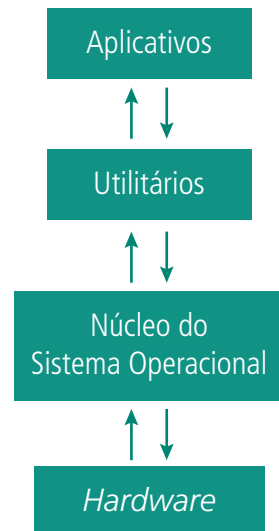 Aplicativos
Utilitários
Núcleo do
Sistema Operacional
Hardware